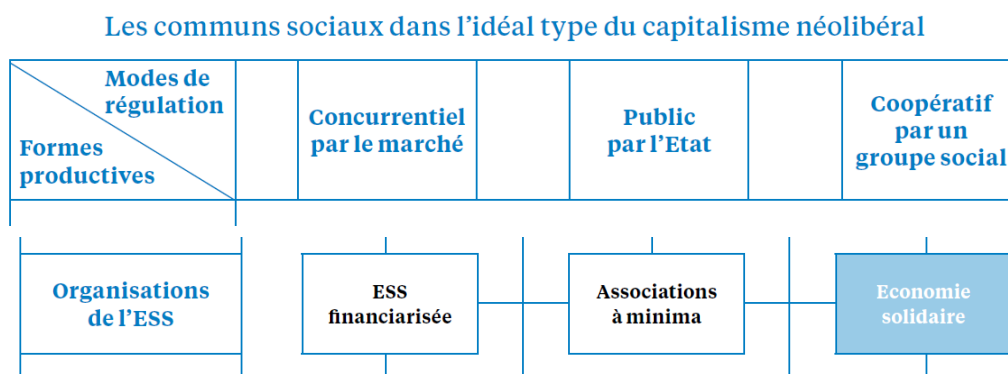 Les communs sociaux dans l’idéal type du capitalisme néolibéral
Modes de
régulation
Formes
productives
Concurrentiel
par le marché
Public
par l’Etat
Coopératif
par un
groupe social
Organisations
de l’ESS
ESS
financiarisée
Associations
à minima
Economie
solidaire